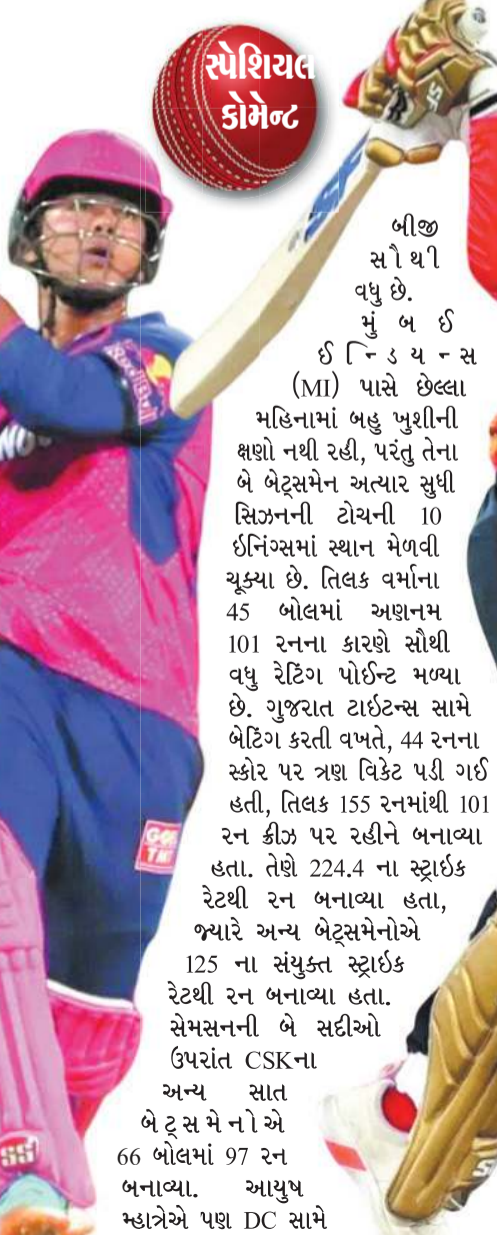 સ્પેશિયલ
કોમેન્ટ
બીજી
સૌથી
વધુ છે.
મુંબઈ
ઈન્ડિયન્સ
(MI) પાસે છેલ્લા
મહિનામાં બહુ ખુશીની
ક્ષણો નથી રહી, પરંતુ તેના
બે બેટ્સમેન અત્યાર સુધી
સિઝનની ટોચની 10
ઇનિંગ્સમાં સ્થાન મેળવી
ચૂક્યા છે. તિલક વર્માના
45 બોલમાં અણનમ
101 રનના કારણે સૌથી
વધુ રેટિંગ પોઈન્ટ મળ્યા
છે. ગુજરાત ટાઇટન્સ સામે
બેટિંગ કરતી વખતે, 44 રનના
સ્કોર પર ત્રણ વિકેટ પડી ગઈ
હતી, તિલક 155 રનમાંથી 101
રન ક્રીઝ પર રહીને બનાવ્યા
હતા. તેણે 224.4 ના સ્ટ્રાઇક
રેટથી રન બનાવ્યા હતા,
જ્યારે અન્ય બેટ્સમેનોએ
125 ના સંયુક્ત સ્ટ્રાઇક
રેટથી રન બનાવ્યા હતા.
સેમસનની બે સદીઓ
ઉપરાંત CSKના
અન્ય સાત
બેટ્સમેનોએ
66 બોલમાં 97 રન
બનાવ્યા. આયુષ
મ્હાત્રેએ પણ DC સામે
SS